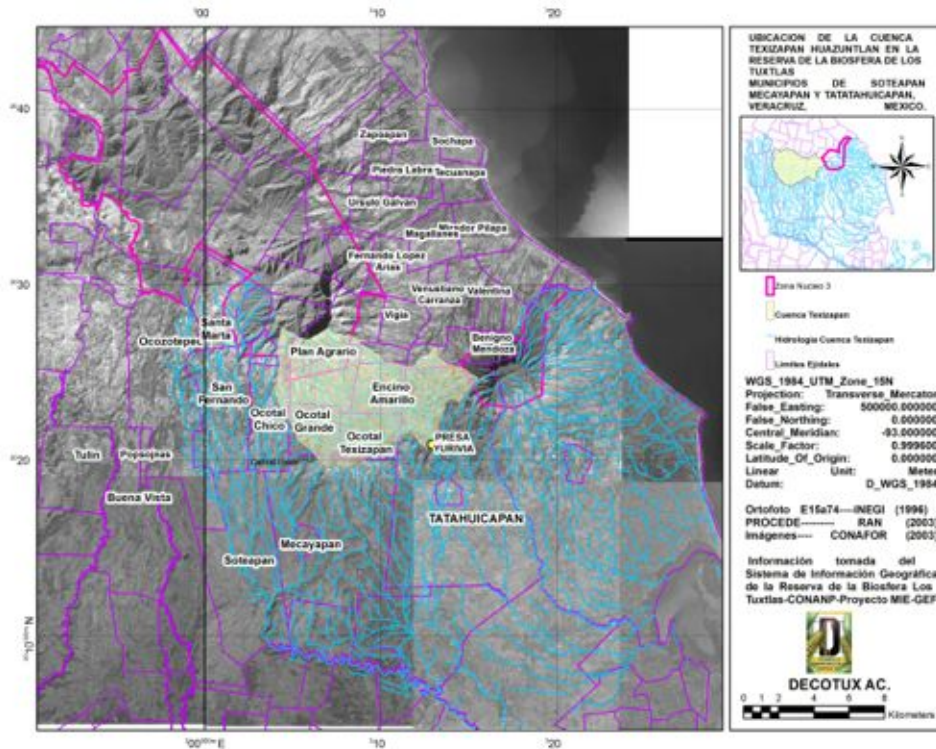 UBICACION DE LA CUENCA
TEXIZAPAN HUAZUNTLAN EN LA
RESERVA DE LA BIOSFERA DE LOS
TUXTLAS
MUNICIPIOS DE SOTEAPAN
MECAYAPAN Y TATATAHUICAPAN,
VERACRUZ, MEXICO.
Zona Nucleo 3
Cuenca Texizapan
Hidrologia Cuenca Texizapan
Limites Ejidales
WGS_1984_UTM_Zone_15N
Projection: Transverse_Mercator
False_Easting: 500000.000000
False_Northing: 0.000000
Central_Meridian: -93.000000
Scale_Factor: 0.999600
Latitude_Of_Origin: 0.000000
Linear Unit: Meter
Datum: D_WGS_1984
Ortofoto E15a74----INEGI (1996)
PROCEDE--------- RAN (2003)
Imágenes---- CONAFOR (2003)
Información tomada del
Sistema de Información Geográfica
de la Reserva de la Biosfera Los
Tuxtlas-CONANP-Proyecto MIE-GEF
DECOTUX AC.
0 1 2 4 6 8
Kilometers
Zapoapan
Sochapa
Piedra Labra
Tecuanapa
Ursulo Galván
Mirador Pilapa
Magallanes
Fernando Lopez
Arias
Venustiano
Carranza
Valentina
Vigia
Santa
Marta
Ocozotepec
Benigno
Mendoza
Plan Agrario
San
Fernando
Encino
Amarillo
Ocotal
Chico
Ocotal
Grande
Ocotal
Texizapan
PRESA
YURIVIA
Tulin
Buena Vista
TATAHUICAPAN
Mecayapan
Soteapan